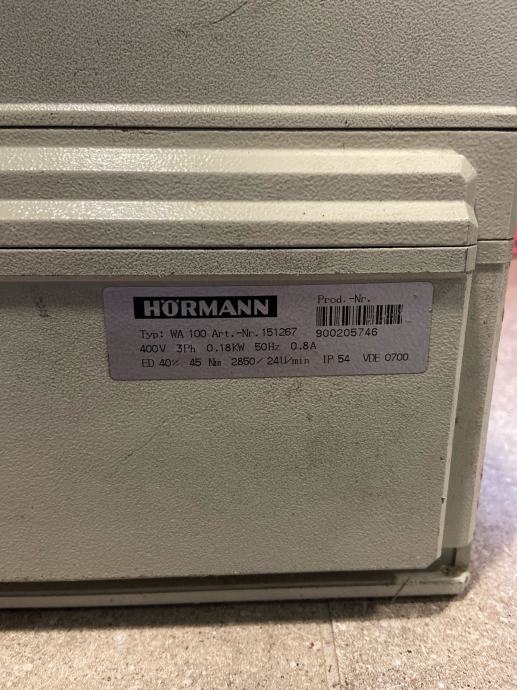 HÖRMANN
Prod.-Nr.
Typ: WA 100 Art.-Nr. 151267 900205746
400V 3Ph 0.18KW 50Hz 0.8A
ED 40% 45 Nm 2850/24U/min IP 54 VDE 0700